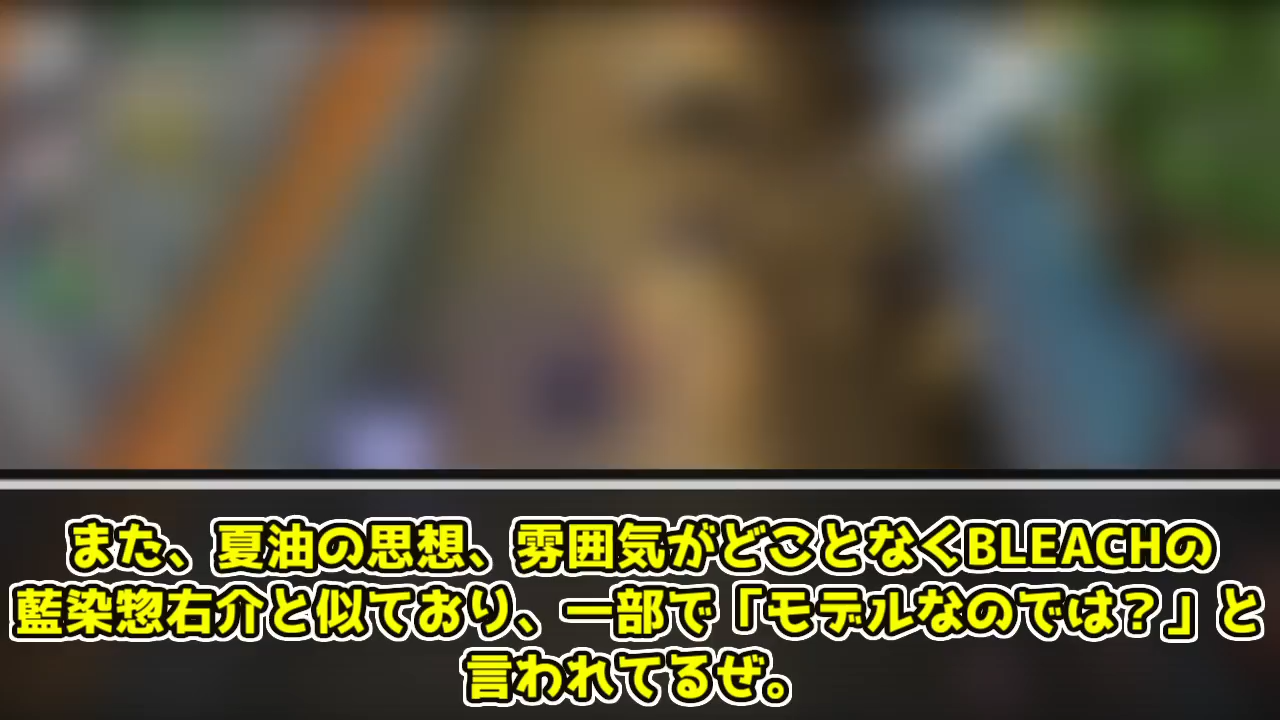 また、夏油の思想、雰囲気がどことなくBLEACHの
藍染惣右介と似ており、一部で「モデルなのでは？」と
言われてるぜ。